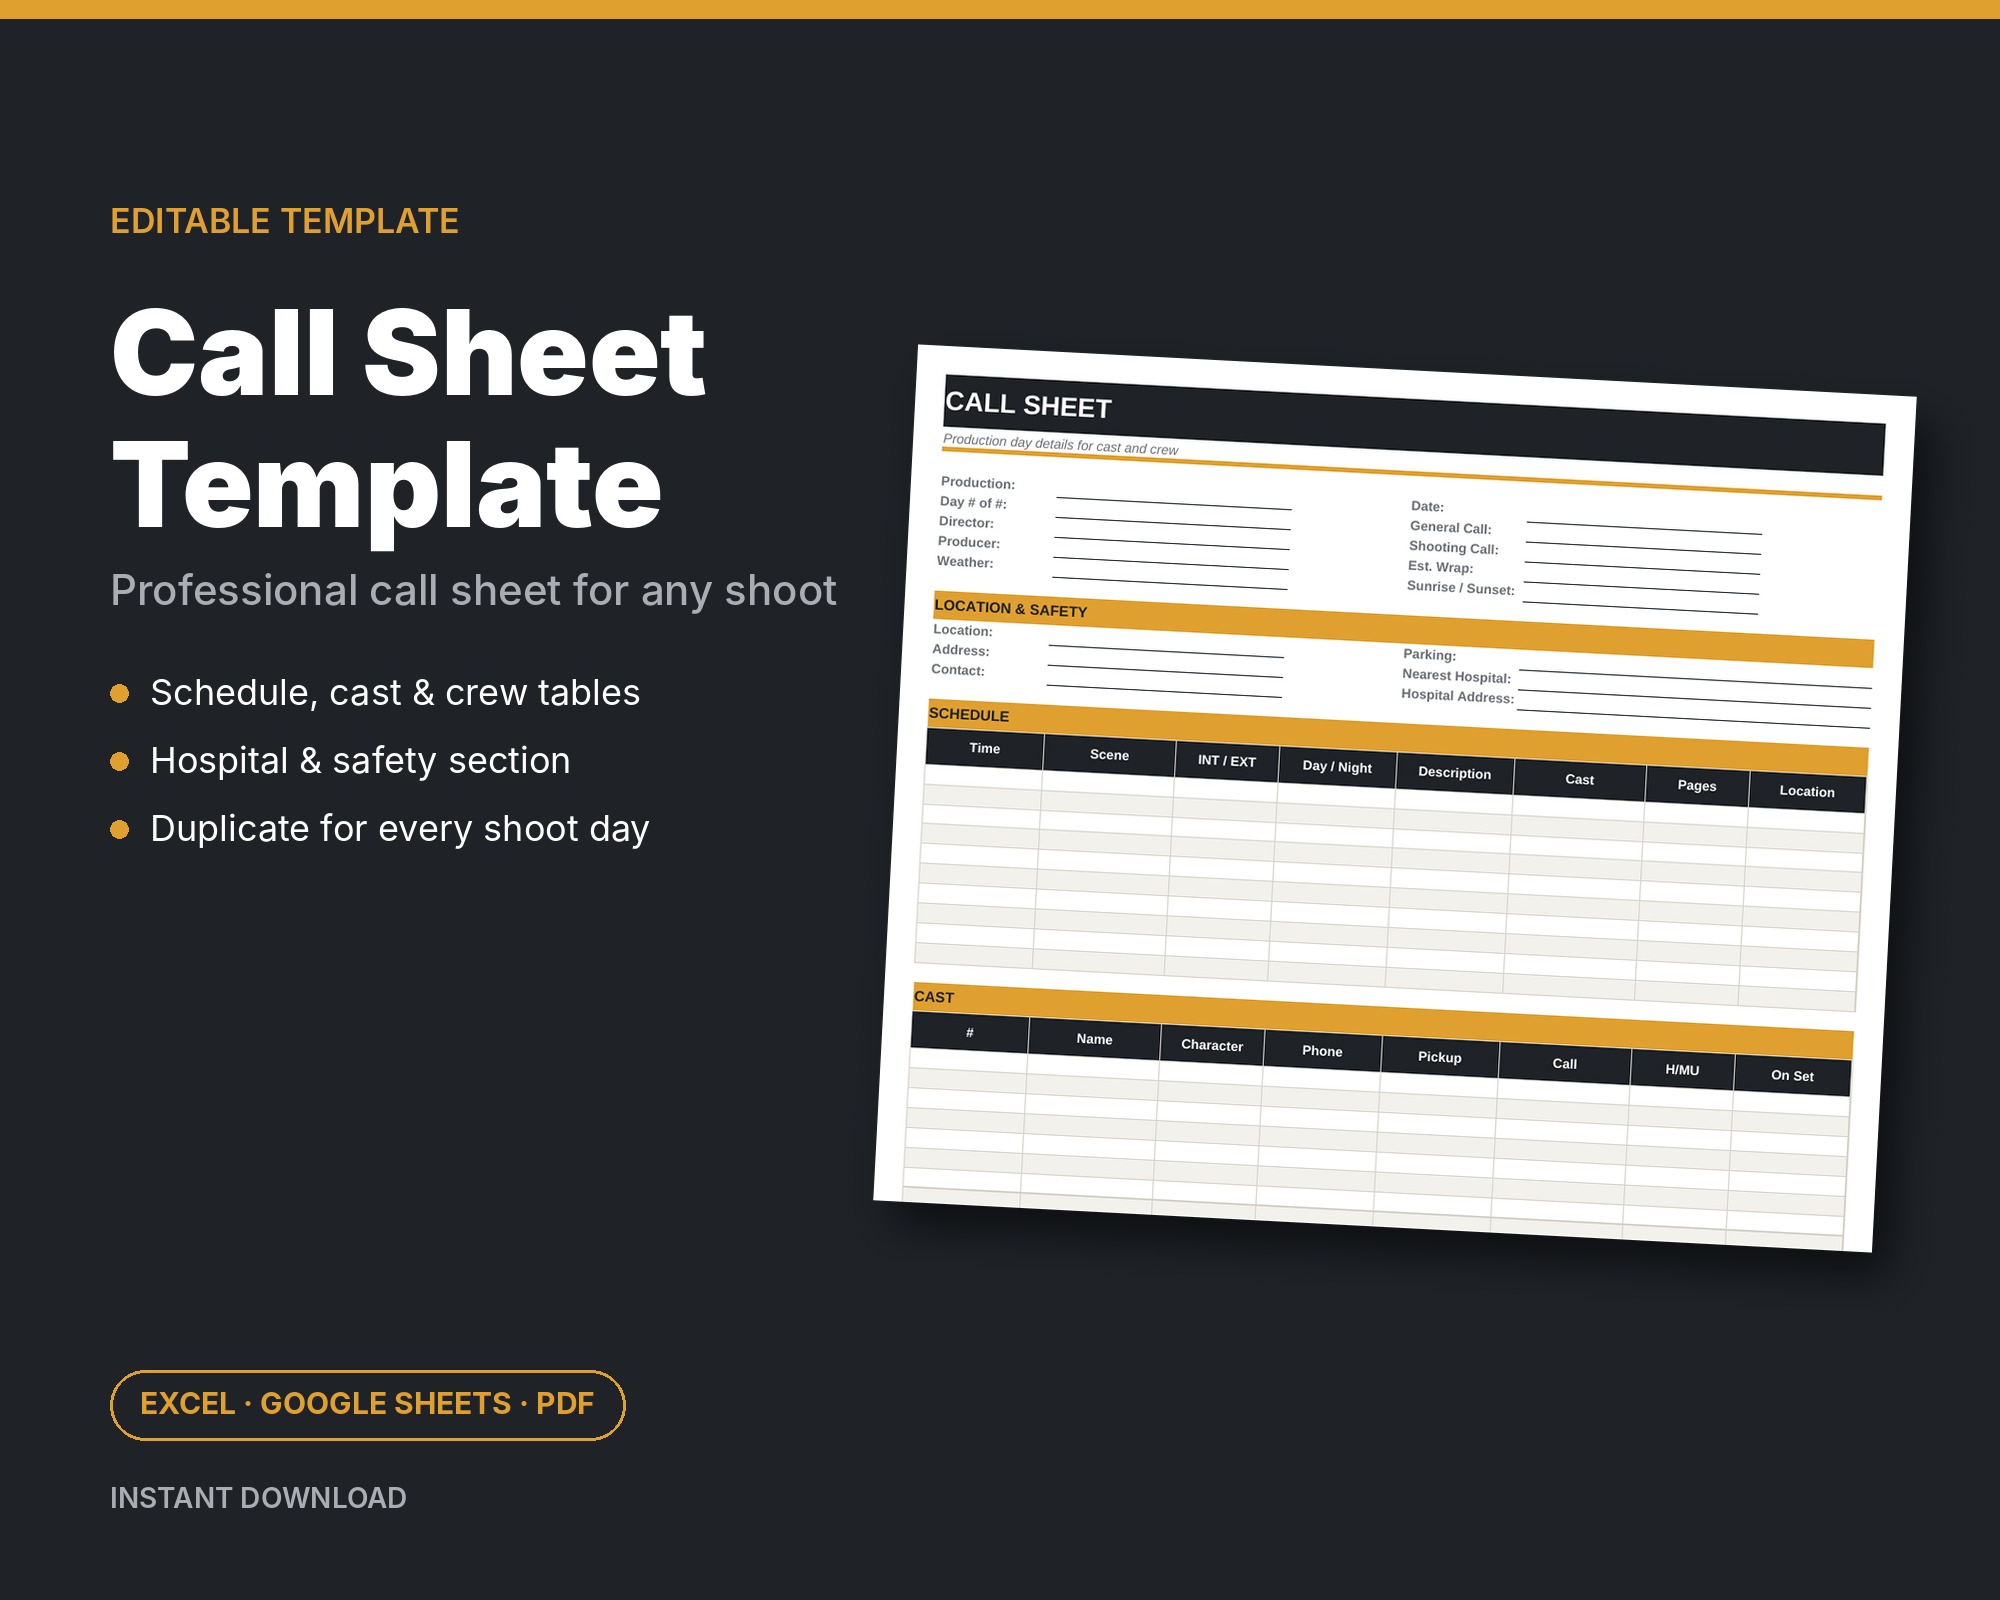 EDITABLE TEMPLATE
Call Sheet
Template
Professional call sheet for any shoot
Schedule, cast & crew tables
Hospital & safety section
Duplicate for every shoot day
EXCEL · GOOGLE SHEETS · PDF
INSTANT DOWNLOAD
CALL SHEET
Production day details for cast and crew
Production:
Day # of #:
Director:
Producer:
Weather:
Date:
General Call:
Shooting Call:
Est. Wrap:
Sunrise / Sunset:
LOCATION & SAFETY
Location:
Address:
Contact:
Parking:
Nearest Hospital:
Hospital Address:
SCHEDULE
Time Scene INT / EXT Day / Night Description Cast Pages Location
CAST
# Name Character Phone Pickup Call H/MU On Set